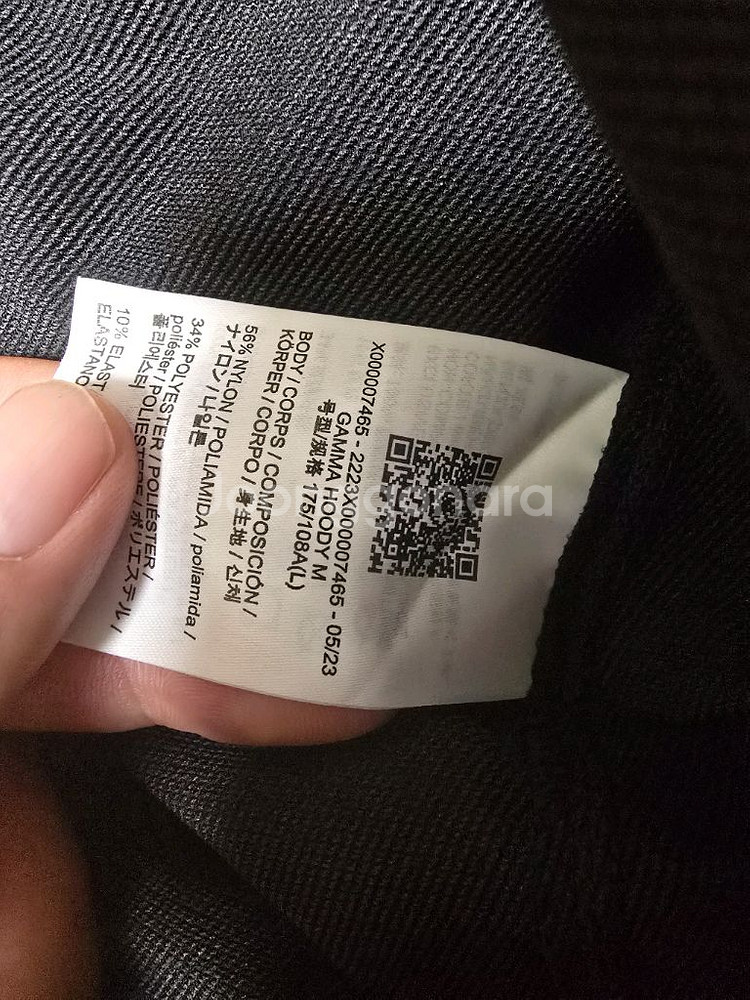 X000007465 - 2223X000007465 - 05/23
GAMMA HOODY M
号型/规格 175/108A(L)
BODY / CORPS / COMPOSICIÓN /
KÖRPER / CORPO / 身生地 / 신체
56% NYLON / POLIAMIDA / poliamida /
ナイロン / 나일론
34% POLYESTER / POLIÉSTER /
poliéster / POLIESTERE / ポリエステル /
폴리에스터
10% ELAST
ELASTANO
Joonggonara